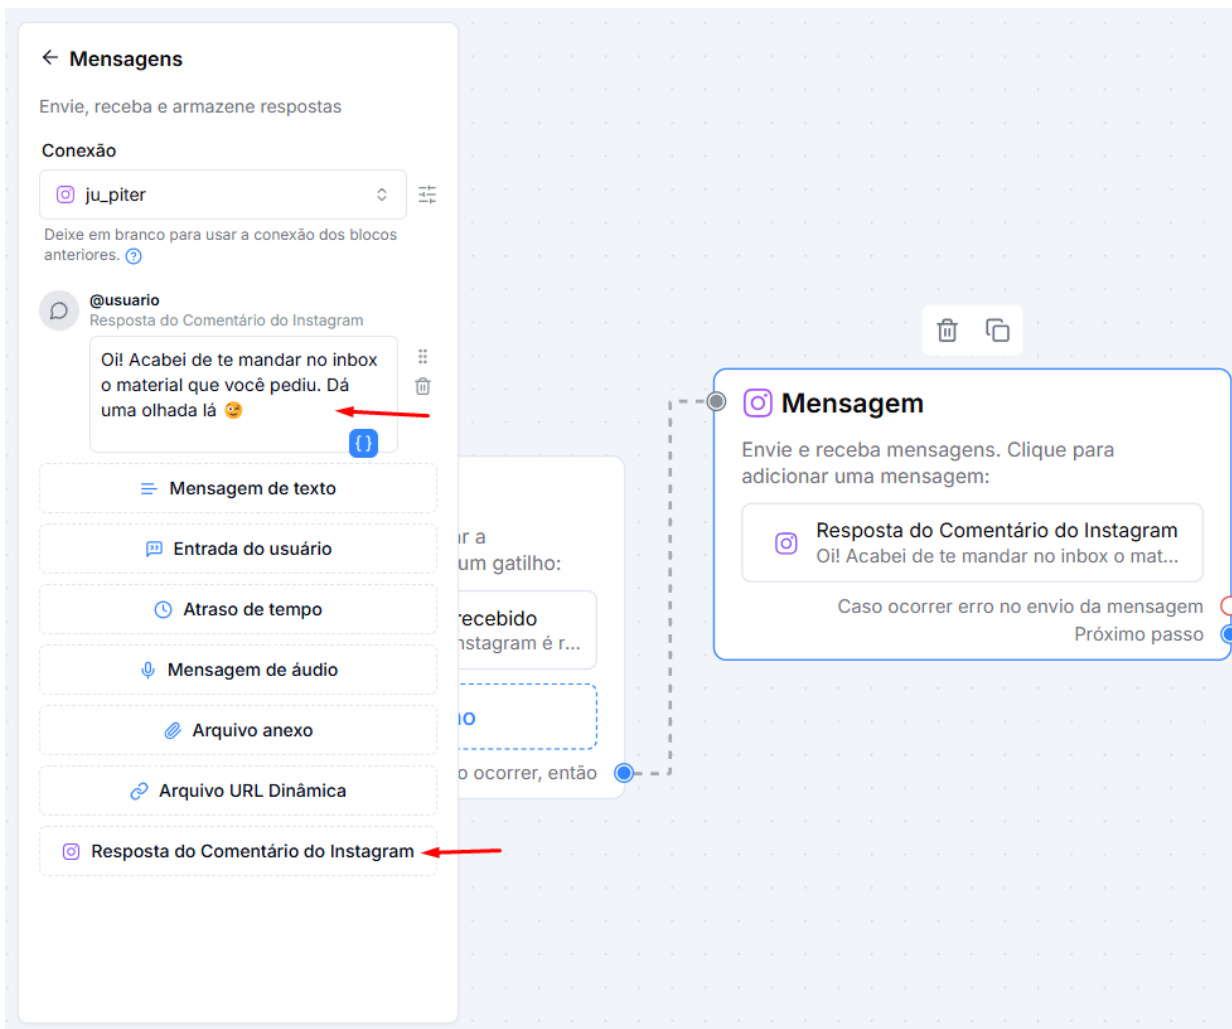 Mensagens
Envie, receba e armazene respostas
Conexão
ju_piter
Deixe em branco para usar a conexão dos blocos
anteriores. ?
@usuario
Resposta do Comentário do Instagram
Oi! Acabei de te mandar no inbox
o material que você pediu. Dá
uma olhada lá 😉
{}
Mensagem de texto
Entrada do usuário
Atraso de tempo
Mensagem de áudio
Arquivo anexo
Arquivo URL Dinâmica
Resposta do Comentário do Instagram
ar a
um gatilho:
recebido
nstagram é r...
no
o ocorrer, então
Mensagem
Envie e receba mensagens. Clique para
adicionar uma mensagem:
Resposta do Comentário do Instagram
Oi! Acabei de te mandar no inbox o mat...
Caso ocorrer erro no envio da mensagem
Próximo passo